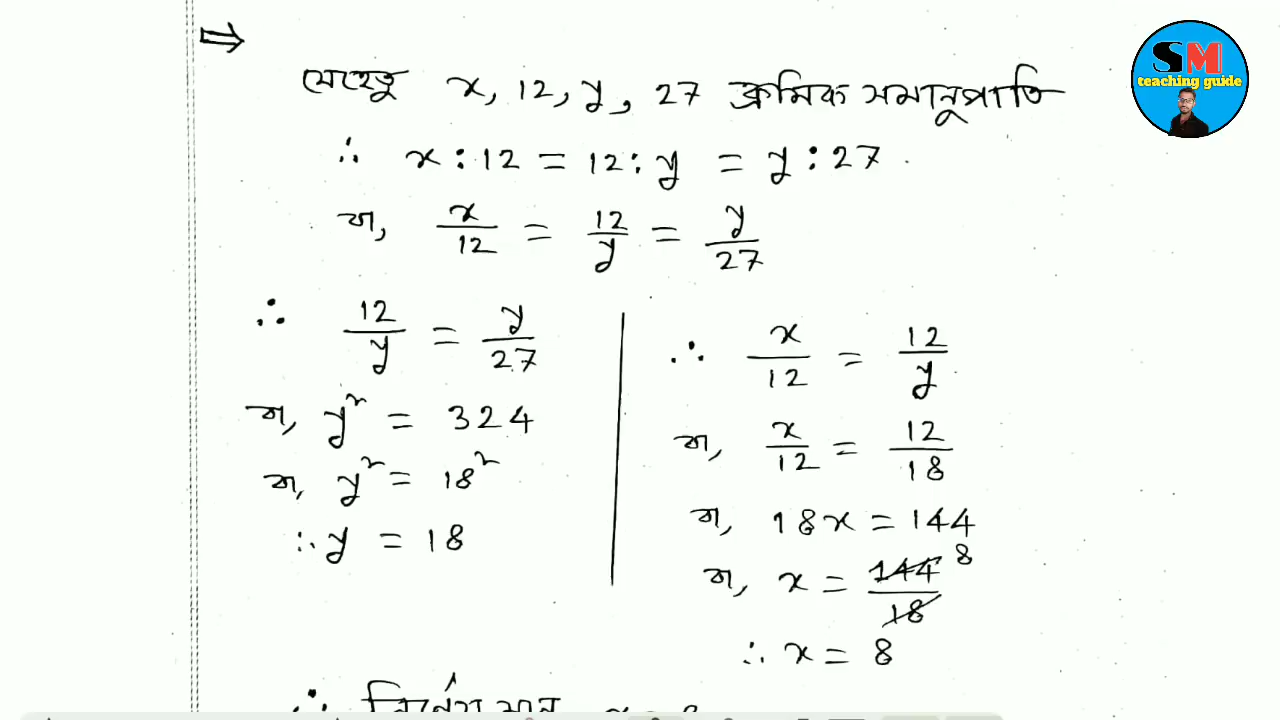 ⇒
যেহেতু x, 12, y, 27 ক্রমিক সমানুপাতি
∴ x : 12 = 12 : y = y : 27
বা, x/12 = 12/y = y/27
∴ 12/y = y/27
বা, y² = 324
বা, y² = 18²
∴ y = 18
∴ x/12 = 12/y
বা, x/12 = 12/18
বা, 18x = 144
বা, x = 144/18 8
∴ x = 8
∴ নির্ণেয় মান
SM
teaching guide